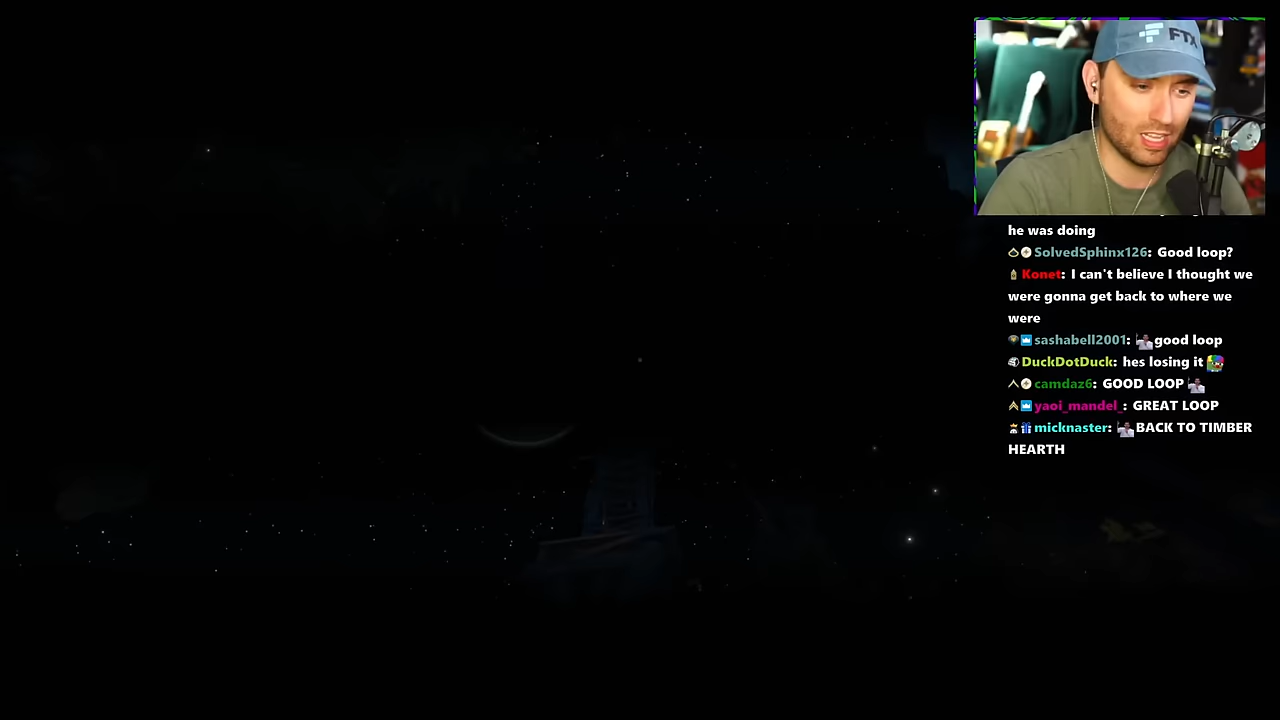 FTX
he was doing
SolvedSphinx126: Good loop?
Konet: I can't believe I thought we
were gonna get back to where we
were
sashabell2001: good loop
DuckDotDuck: hes losing it
camdaz6: GOOD LOOP
yaoi_mandel_: GREAT LOOP
micknaster: BACK TO TIMBER
HEARTH